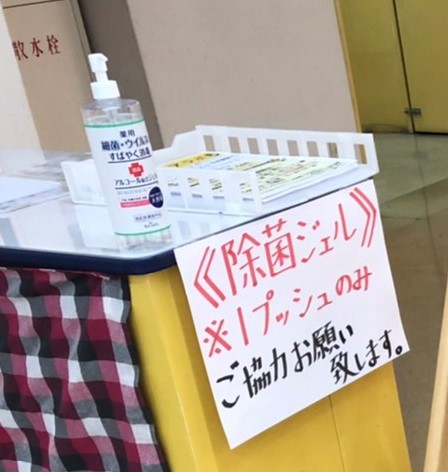 散水栓
薬用
細菌・ウイルス
すばやく消毒
アルコール
《除菌ジェル》
※1プッシュのみ
ご協力お願い
致します。